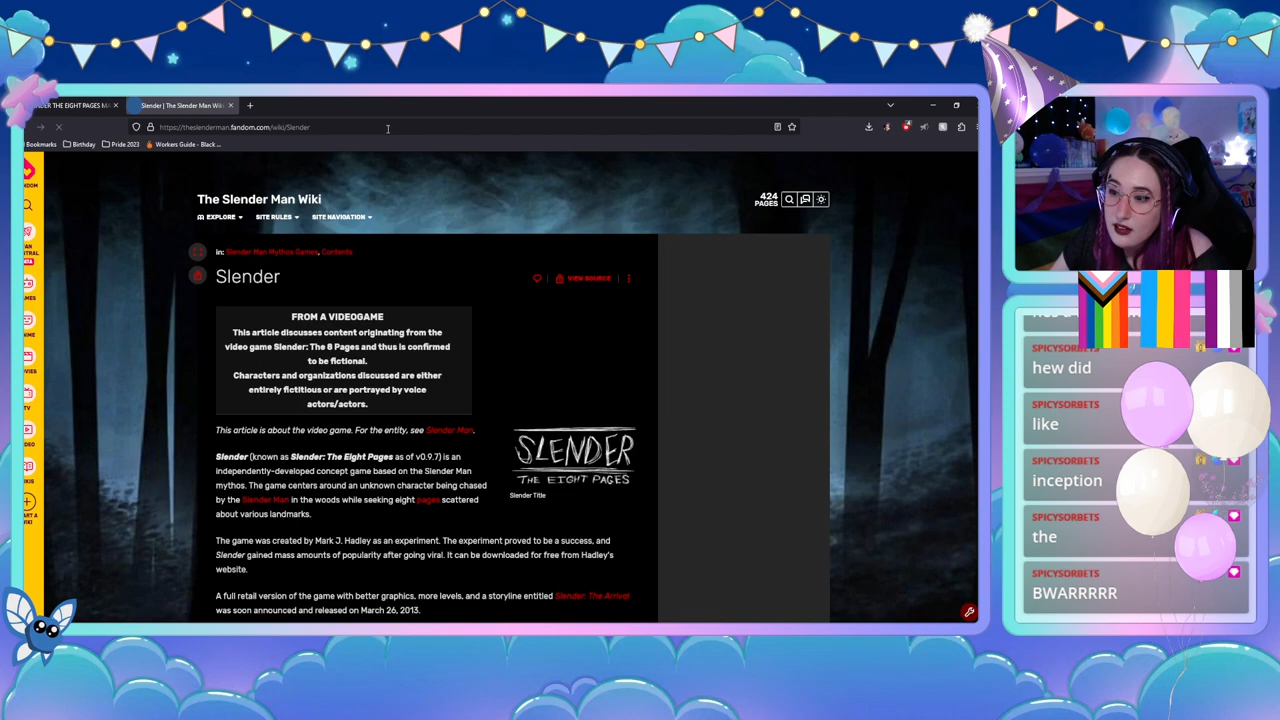 DER THE EIGHT PAGES MA
Slender | The Slender Man Wiki
https://theslenderman.fandom.com/wiki/Slender
Bookmarks
Birthday
Pride 2023
Workers Guide - Black ...
The Slender Man Wiki
424
PAGES
EXPLORE
SITE RULES
SITE NAVIGATION
in: Slender Man Mythos Games, Contents
Slender
VIEW SOURCE
FROM A VIDEOGAME
This article discusses content originating from the
video game Slender: The 8 Pages and thus is confirmed
to be fictional.
Characters and organizations discussed are either
entirely fictitious or are portrayed by voice
actors/actors.
This article is about the video game. For the entity, see Slender Man.
Slender (known as Slender: The Eight Pages as of v0.9.7) is an
independently-developed concept game based on the Slender Man
mythos. The game centers around an unknown character being chased
by the Slender Man in the woods while seeking eight pages scattered
about various landmarks.
SLENDER
THE EIGHT PAGES
Slender Title
The game was created by Mark J. Hadley as an experiment. The experiment proved to be a success, and
Slender gained mass amounts of popularity after going viral. It can be downloaded for free from Hadley's
website.
A full retail version of the game with better graphics, more levels, and a storyline entitled Slender: The Arrival
was soon announced and released on March 26, 2013.
SPICYSORBETS
hew did
SPICYSORBETS
like
SPICYSORBETS
inception
SPICYSORBETS
the
SPICYSORBETS
BWARRRRR